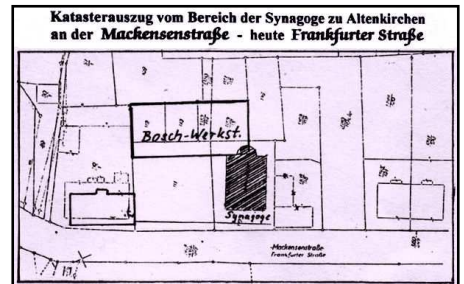 Katasterauszug vom Bereich der Synagoge zu Altenkirchen
an der Mackensenstraße - heute Frankfurter Straße
Bosch-Werkst.
Synagoge
Mackensenstraße
Frankfurter Straße